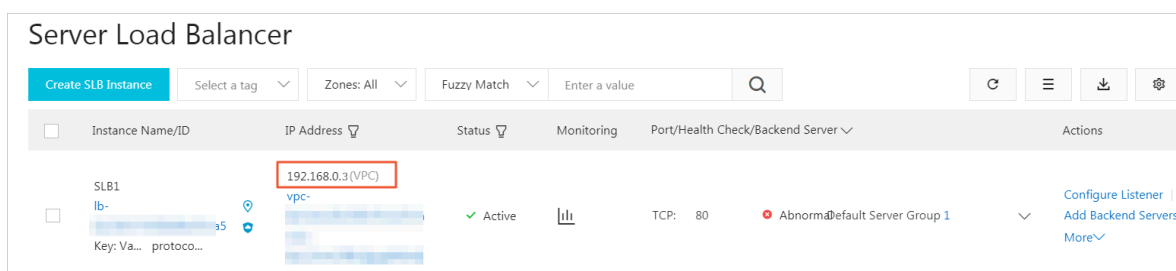 Server Load Balancer
Create SLB Instance Select a tag Zones: All Fuzzy Match Enter a value
Instance Name/ID IP Address Status Monitoring Port/Health Check/Backend Server Actions
SLB1
lb-
a5
Key: Va... protoco...
192.168.0.3(VPC)
vpc-
Active
TCP: 80
Abnormal
Default Server Group 1
Configure Listener
Add Backend Servers
More